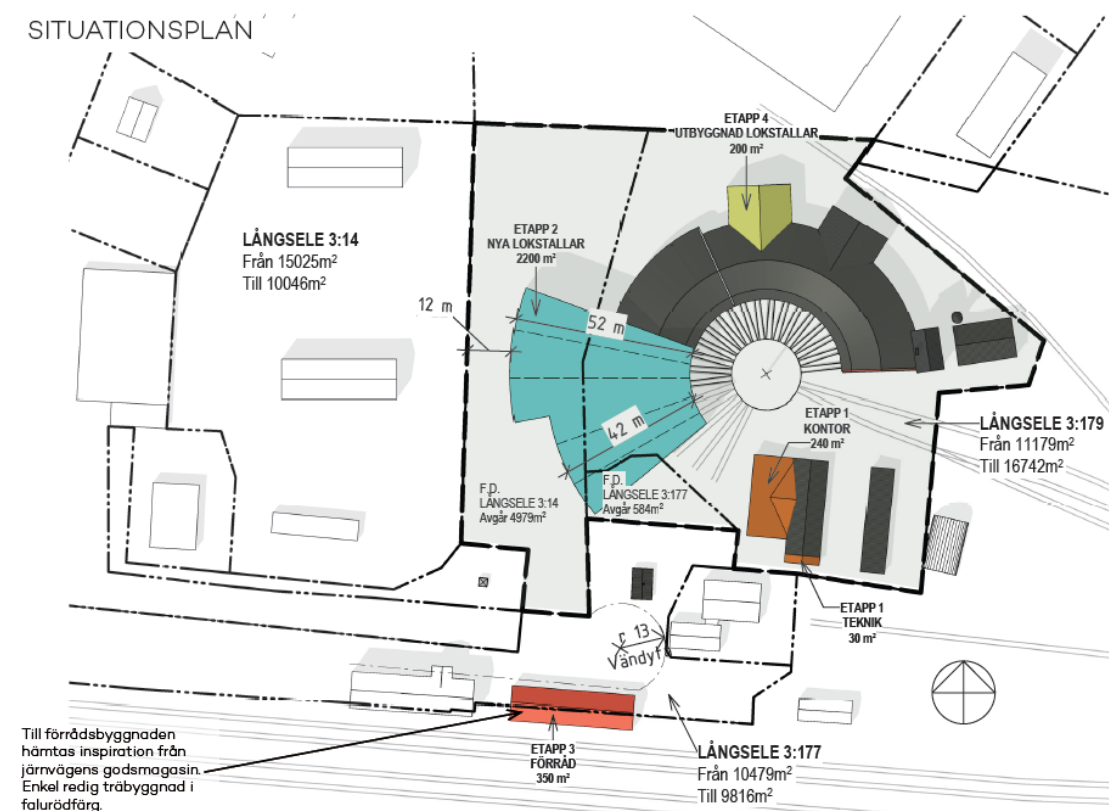 SITUATIONSPLAN
ETAPP 4
UTBYGGNAD LOKSTALLAR
200 m²
LÅNGSELE 3:14
Från 15025m²
Till 10046m²
ETAPP 2
NYA LOKSTALLAR
2200 m²
12 m
52 m
42 m
ETAPP 1
KONTOR
240 m²
LÅNGSELE 3:179
Från 11179m²
Till 16742m²
F.D.
LÅNGSELE 3:14
Avgår 4979m²
F.D.
LÅNGSELE 3:177
Avgår 584m²
ETAPP 1
TEKNIK
30 m²
r 13
Vändyt
Till förrådsbyggnaden
hämtas inspiration från
järnvägens godsmagasin.
Enkel redig träbyggnad i
falurödfärg.
ETAPP 3
FÖRRÅD
350 m²
LÅNGSELE 3:177
Från 10479m²
Till 9816m²